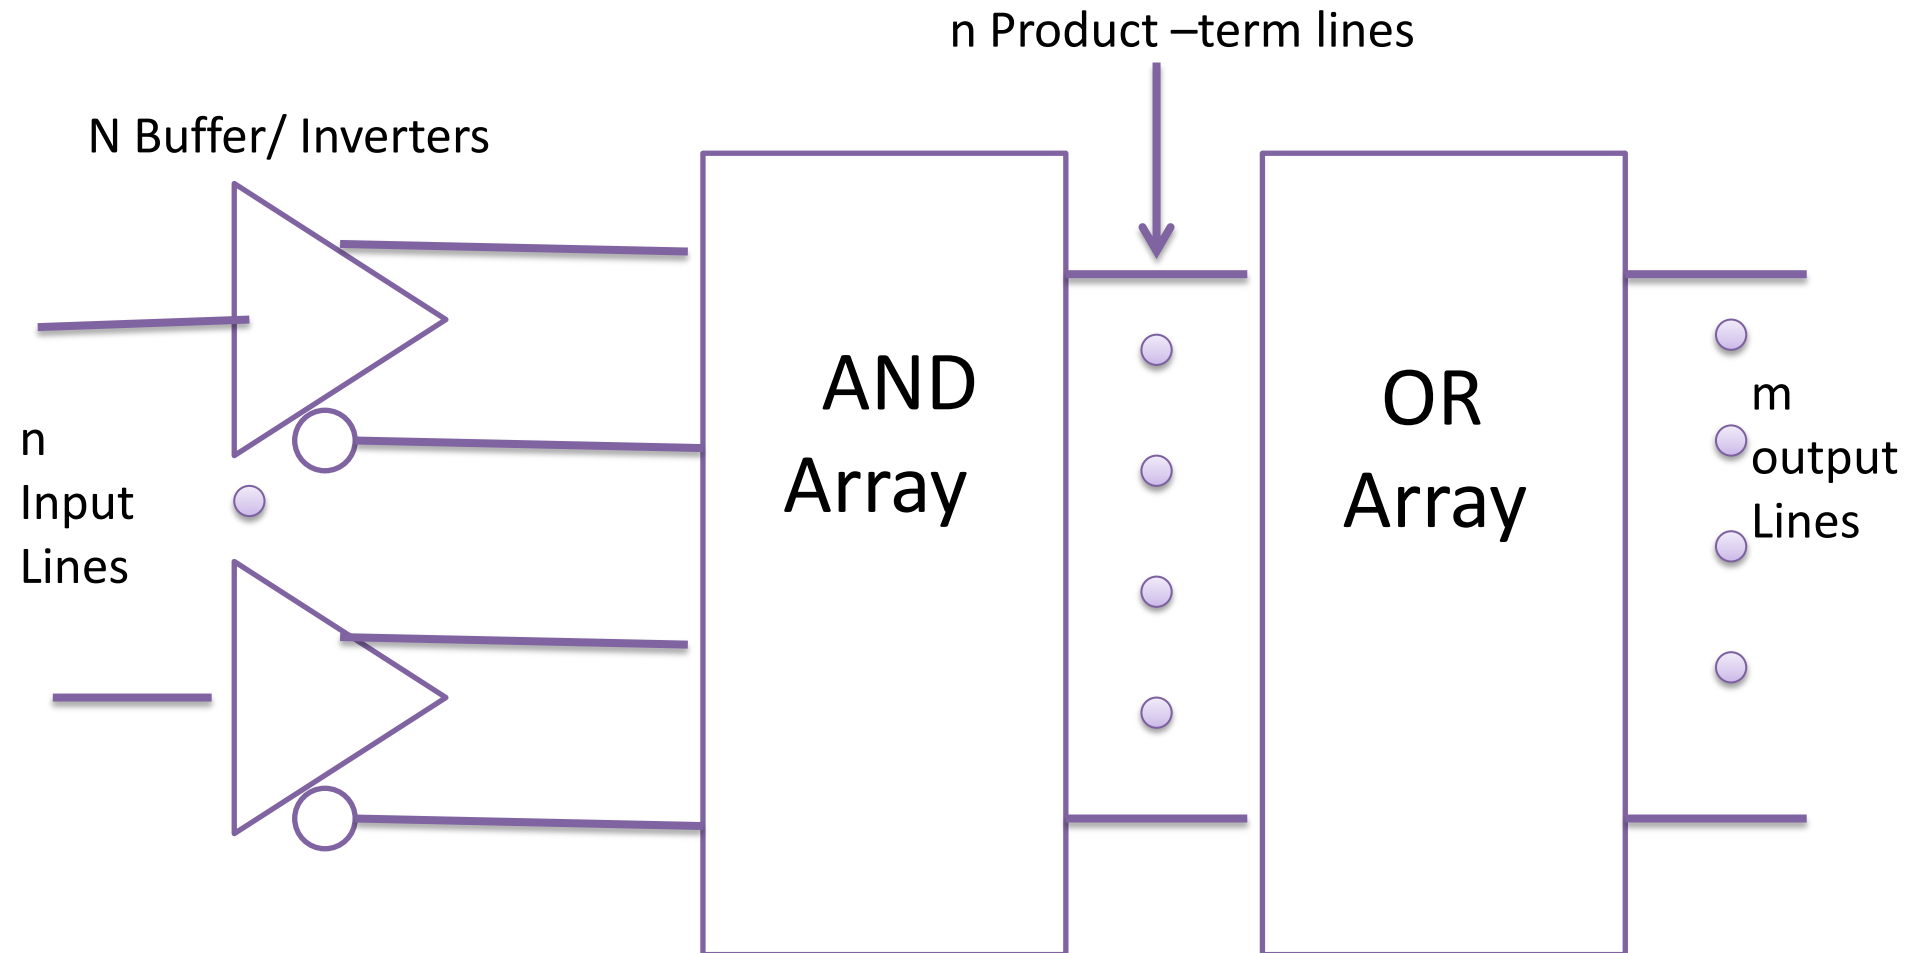 n Product –term lines
N Buffer/ Inverters
n
Input
Lines
AND
Array
OR
Array
m
output
Lines